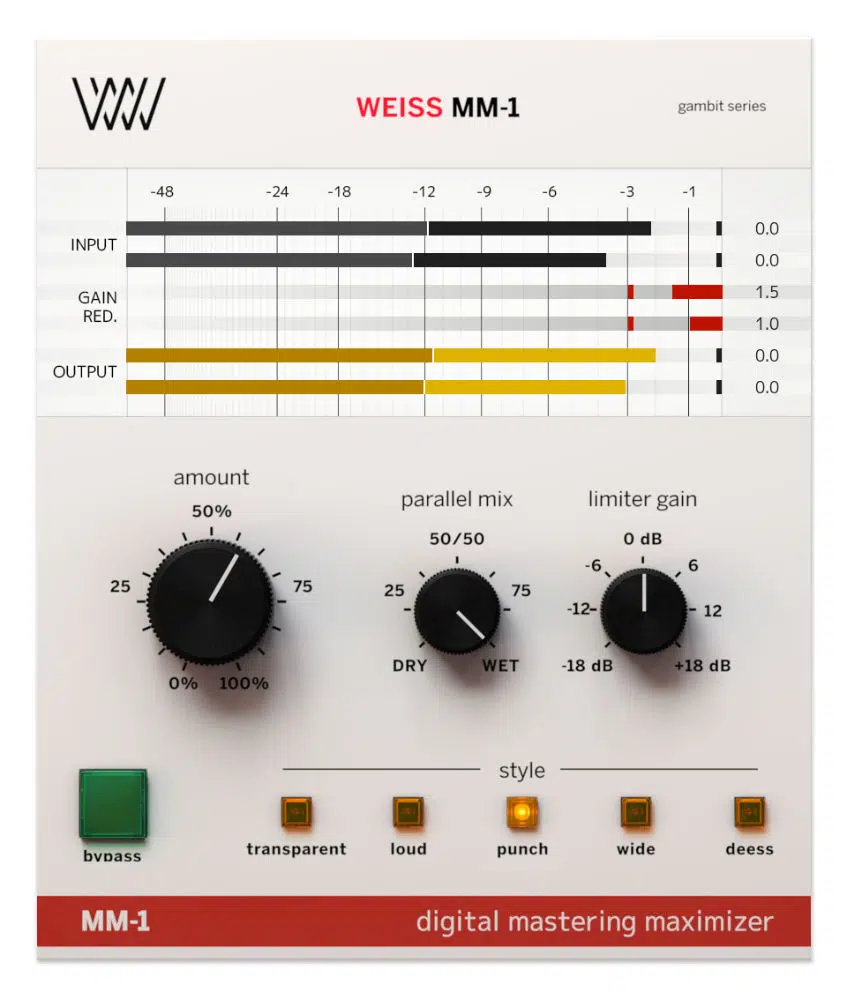 WEISS MM-1
gambit series
-48 -24 -18 -12 -9 -6 -3 -1
INPUT
0.0
0.0
GAIN
RED.
1.5
1.0
OUTPUT
0.0
0.0
amount
50%
25
75
0% 100%
parallel mix
50/50
25
75
DRY WET
limiter gain
0 dB
-6
6
-12
12
-18 dB +18 dB
style
bypass
transparent loud punch wide deess
MM-1
digital mastering maximizer